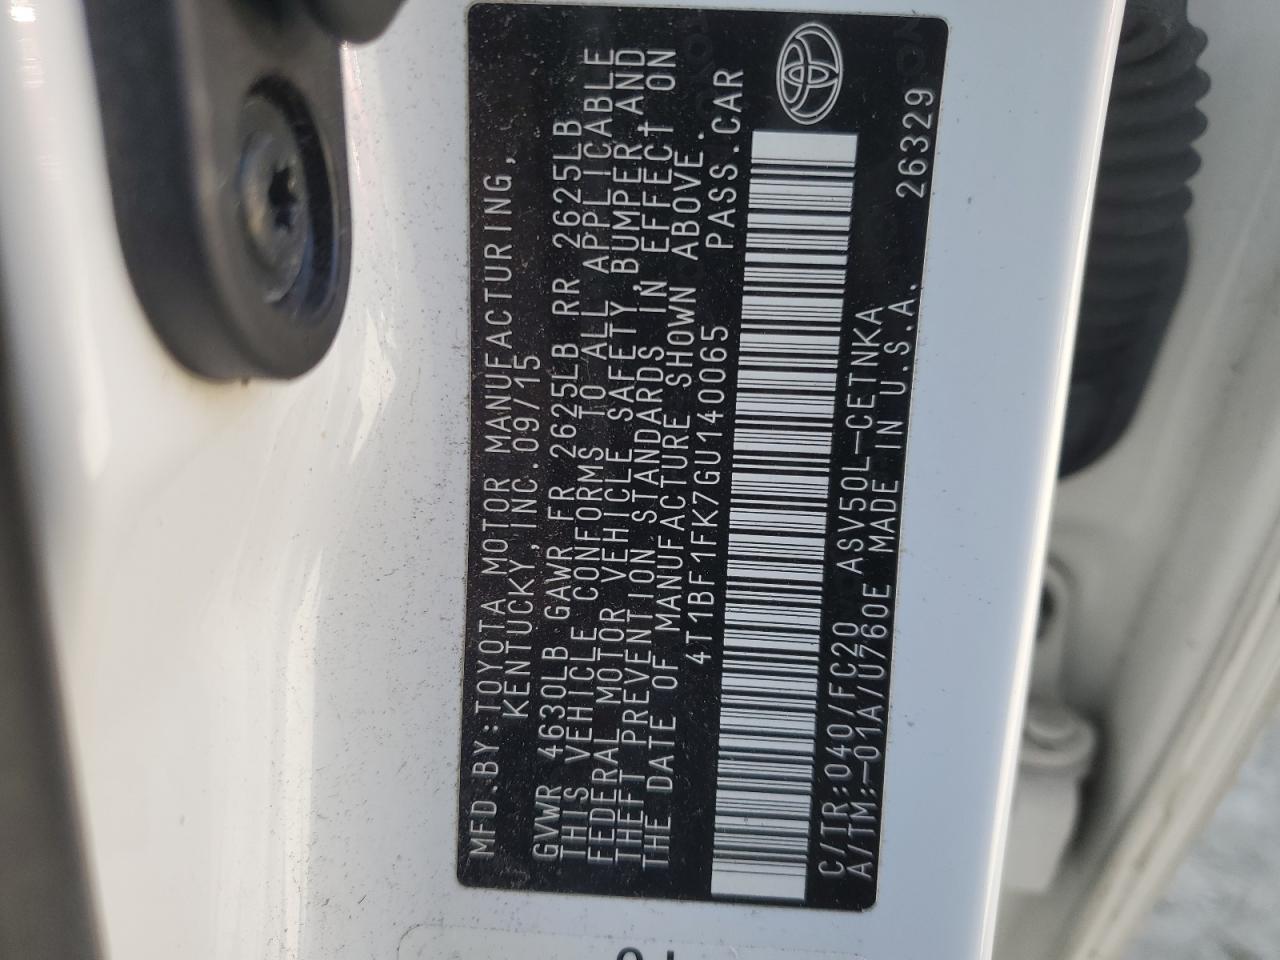 MFD.BY:TOYOTA MOTOR MANUFACTURING,
KENTUCKY,INC.09/15
GVWR 4630LB GAWR FR 2625LB RR 2625LB
THIS VEHICLE CONFORMS TO ALL APPLICABLE
FEDERAL MOTOR VEHICLE SAFETY,BUMPER,AND
THEFT PREVENTION STANDARDS IN EFFECT ON
THE DATE OF MANUFACTURE SHOWN ABOVE.
4T1BF1FK7GU140065 PASS.CAR
C/TR:040/FC20 ASV50L-CETNKA 26329
A/TM:-01A/U760E MADE IN U.S.A.